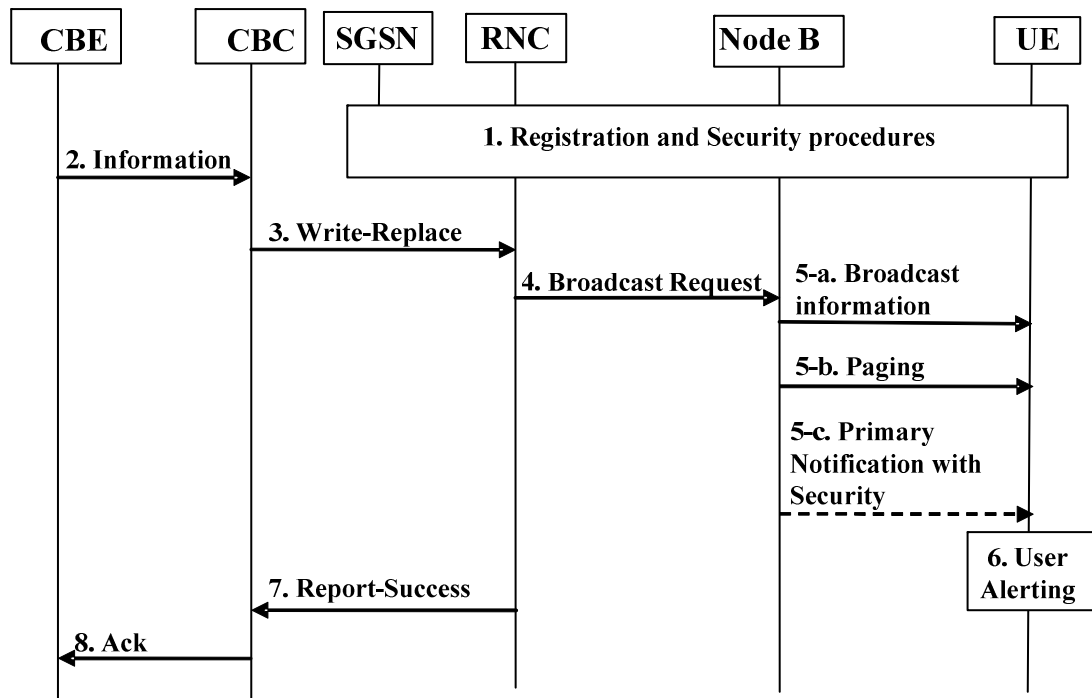 CBE
CBC
SGSN
RNC
Node B
UE
1. Registration and Security procedures
2. Information
3. Write-Replace
4. Broadcast Request
5-a. Broadcast
information
5-b. Paging
5-c. Primary
Notification with
Security
6. User
Alerting
7. Report-Success
8. Ack